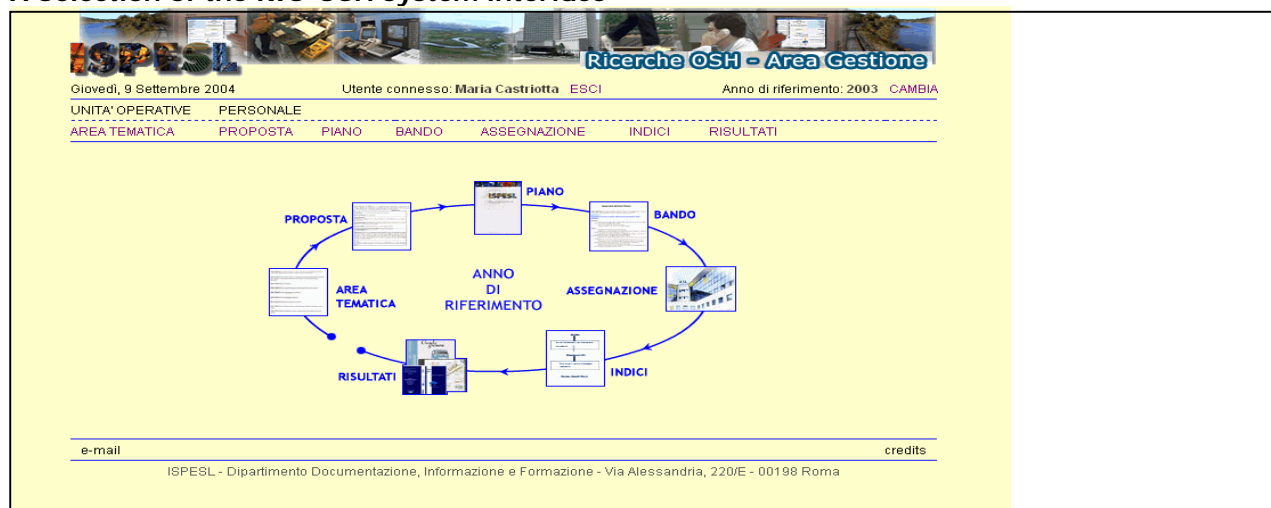 ISPESL
Ricerche OSH - Area Gestione
Giovedì, 9 Settembre 2004 Utente connesso: Maria Castriotta ESCI Anno di riferimento: 2003 CAMBIA
UNITA' OPERATIVE PERSONALE
AREA TEMATICA PROPOSTA PIANO BANDO ASSEGNAZIONE INDICI RISULTATI
PIANO
PROPOSTA
BANDO
ANNO
DI
RIFERIMENTO
AREA
TEMATICA
ASSEGNAZIONE
RISULTATI
INDICI
e-mail credits
ISPESL - Dipartimento Documentazione, Informazione e Formazione - Via Alessandria, 220/E - 00198 Roma